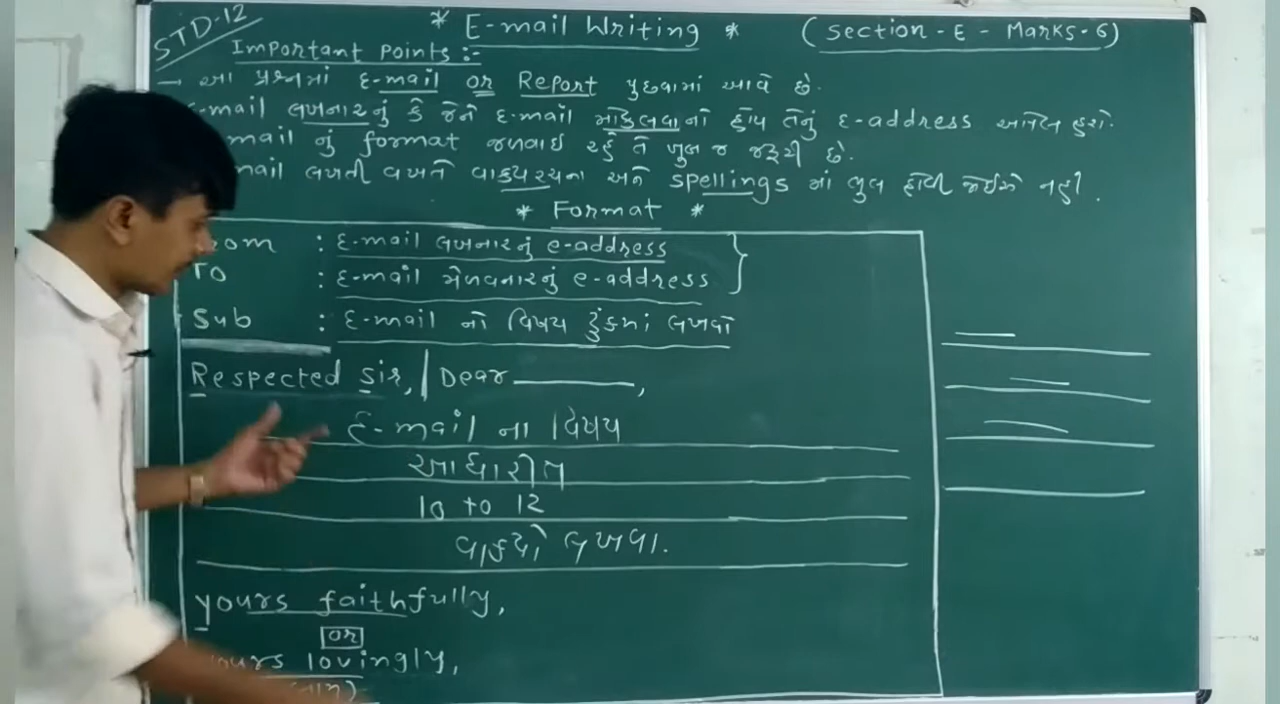 STD-12
* E-mail Writing * (Section-E - Marks-6)
Important Points :-
→ આ પ્રશ્નમાં E-mail or Report પુછવામાં આવે છે.
-mail લખનારનું કે જેને E-mail મોકલવાનો હોય તેનું E-address આપેલ હશે.
mail નું format જળવાઈ રહે તે ખુબ જ જરૂરી છે.
mail લખતી વખતે વાક્યરચના અને spellings માં ભુલ હોવી જોઈએ નહી.
* Format *
rom : E-mail લખનારનું e-address
To : E-mail મેળવનારનું e-address
Sub : E-mail નો વિષય ટુંકમાં લખવો
Respected Sir, / Dear ______,
E-mail ના વિષય
આધારીત
10 to 12
વાક્યો લખવા.
yours faithfully,
or
ours lovingly,
(નામ)